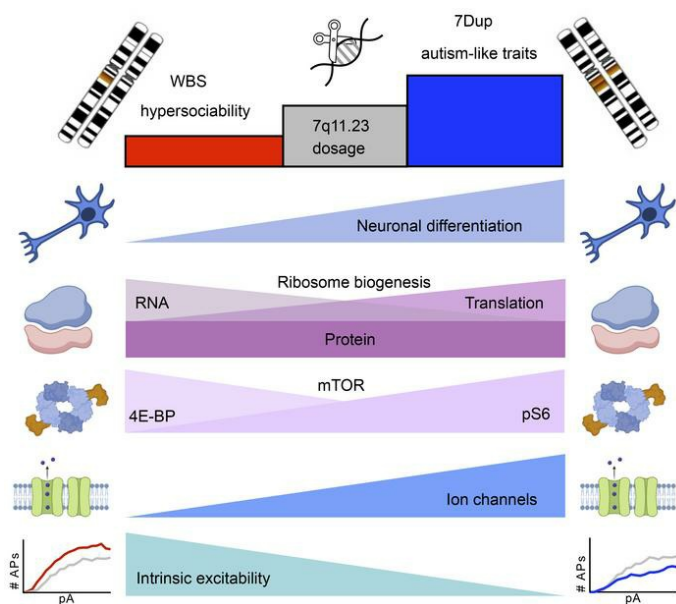 7Dup
autism-like traits
WBS
hypersociability
7q11.23
dosage
Neuronal differentiation
Ribosome biogenesis
RNA
Translation
Protein
mTOR
4E-BP
pS6
Ion channels
Intrinsic excitability
# APs
pA
# APs
pA